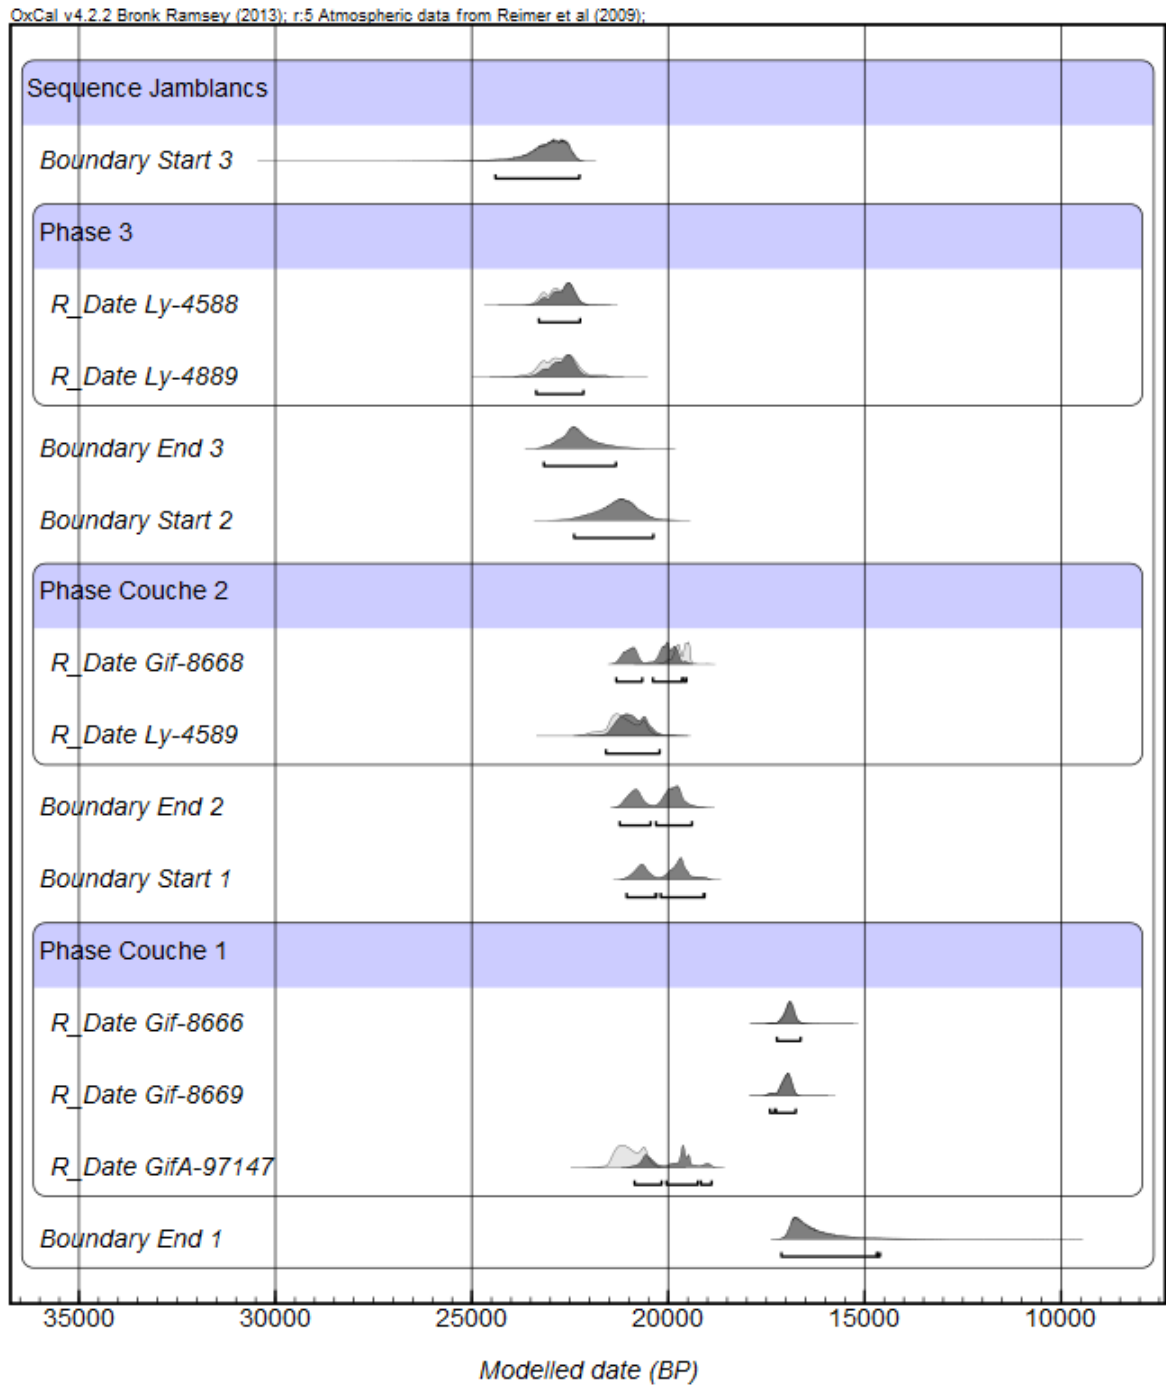 OxCal v4.2.2 Bronk Ramsey (2013); r:5 Atmospheric data from Reimer et al (2009);
Sequence Jamblancs
Boundary Start 3
Phase 3
R_Date Ly-4588
R_Date Ly-4889
Boundary End 3
Boundary Start 2
Phase Couche 2
R_Date Gif-8668
R_Date Ly-4589
Boundary End 2
Boundary Start 1
Phase Couche 1
R_Date Gif-8666
R_Date Gif-8669
R_Date GifA-97147
Boundary End 1
35000 30000 25000 20000 15000 10000
Modelled date (BP)